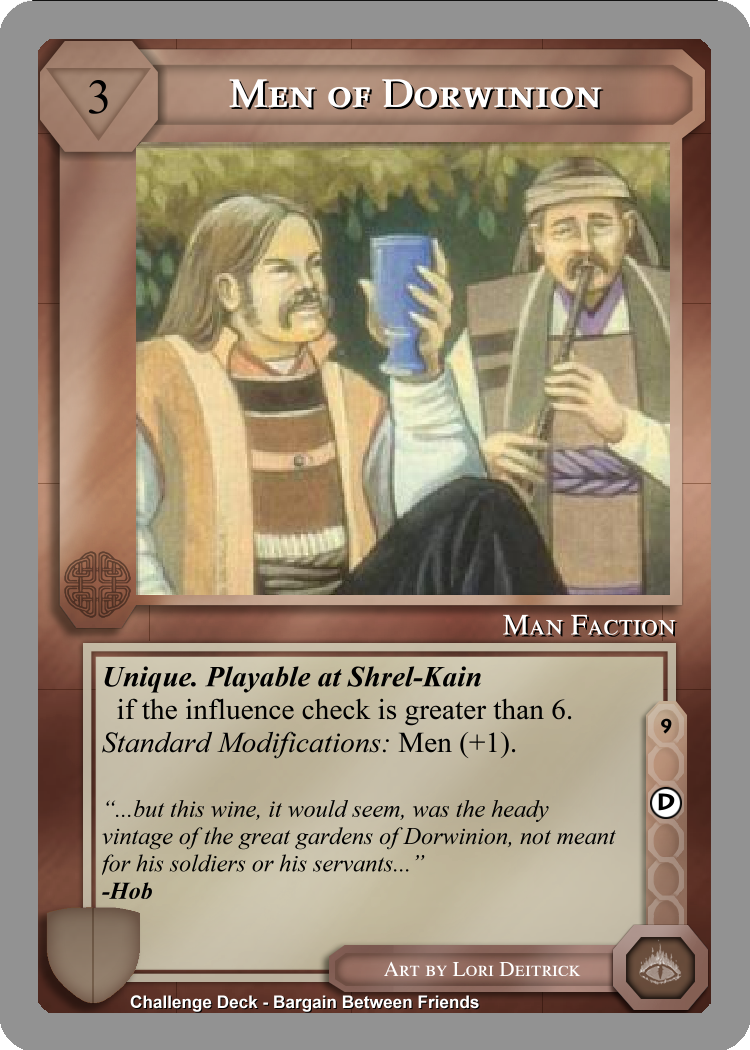 3
Men of Dorwinion
Man Faction
Unique. Playable at Shrel-Kain
if the influence check is greater than 6.
Standard Modifications: Men (+1).
“...but this wine, it would seem, was the heady
vintage of the great gardens of Dorwinion, not meant
for his soldiers or his servants...”
-Hob
9
D
Art by Lori Deitrick
Challenge Deck - Bargain Between Friends